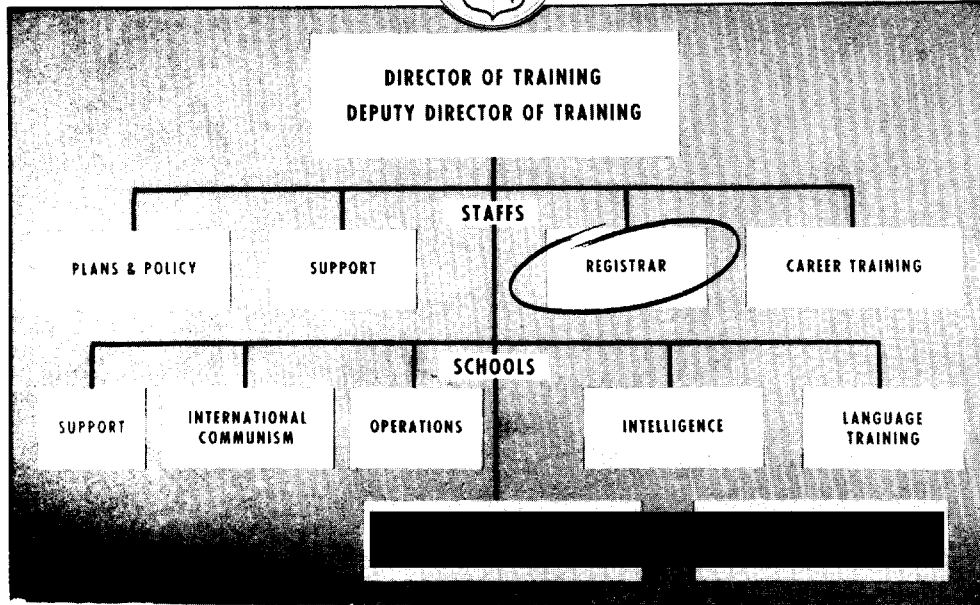 DIRECTOR OF TRAINING
DEPUTY DIRECTOR OF TRAINING
STAFFS
PLANS & POLICY
SUPPORT
REGISTRAR
CAREER TRAINING
SCHOOLS
SUPPORT
INTERNATIONAL
COMMUNISM
OPERATIONS
INTELLIGENCE
LANGUAGE
TRAINING